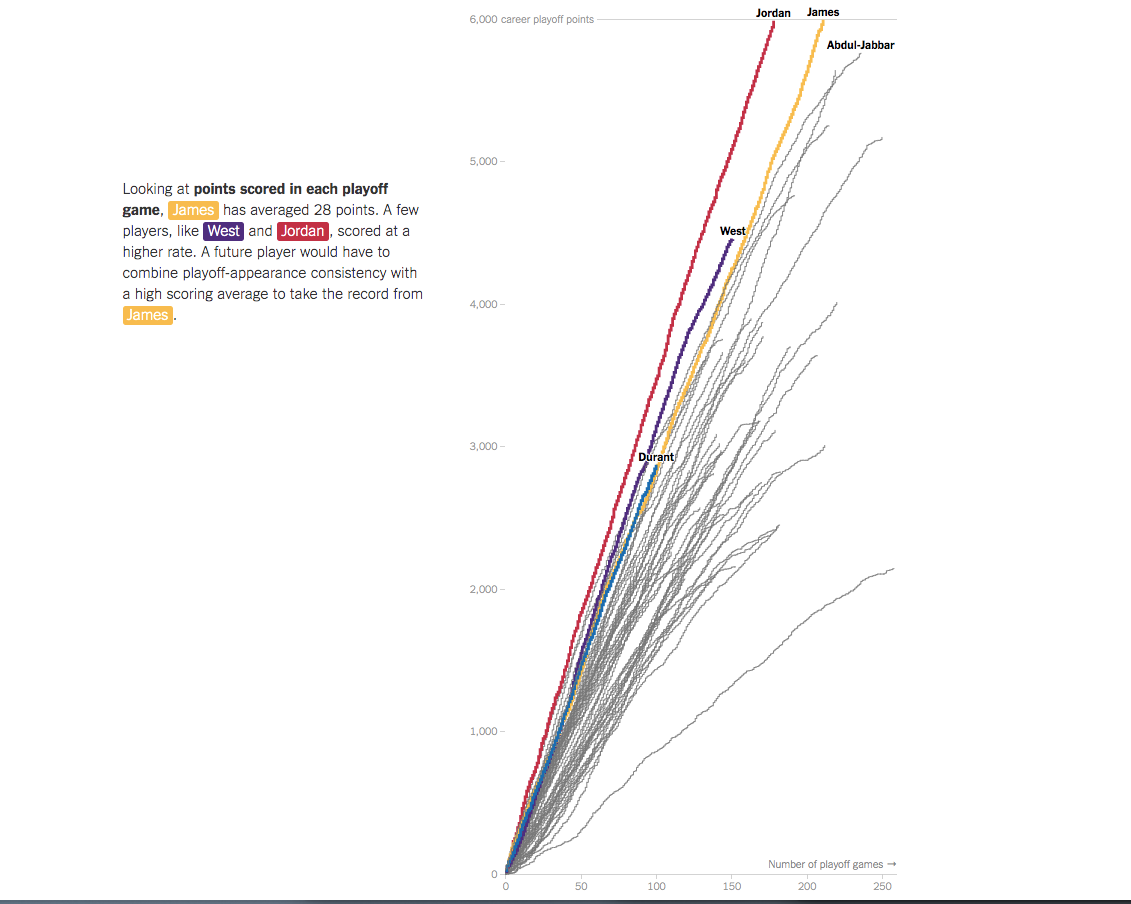 Jordan
James
6,000 career playoff points
Abdul-Jabbar
5,000
Looking at points scored in each playoff
game, James has averaged 28 points. A few
players, like West and Jordan, scored at a
higher rate. A future player would have to
combine playoff-appearance consistency with
a high scoring average to take the record from
James.
West
4,000
3,000
Durant
2,000
1,000
Number of playoff games →
0
0 50 100 150 200 250